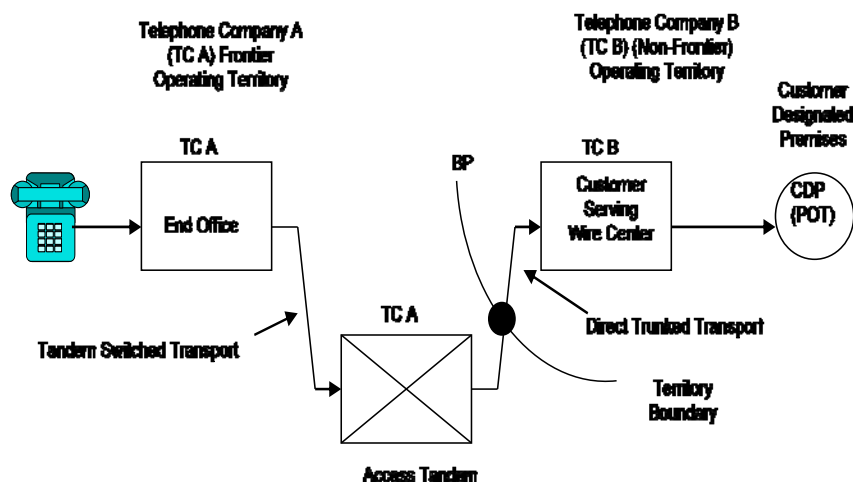 Telephone Company A
(TC A) Frontier
Operating Territory
Telephone Company B
(TC B) (Non-Frontier)
Operating Territory
Customer
Designated
Premises
TC A
End Office
BP
TC B
Customer
Serving
Wire Center
CDP
(POT)
Tandem Switched Transport
TC A
Direct Trunked Transport
Territory
Boundary
Access Tandem